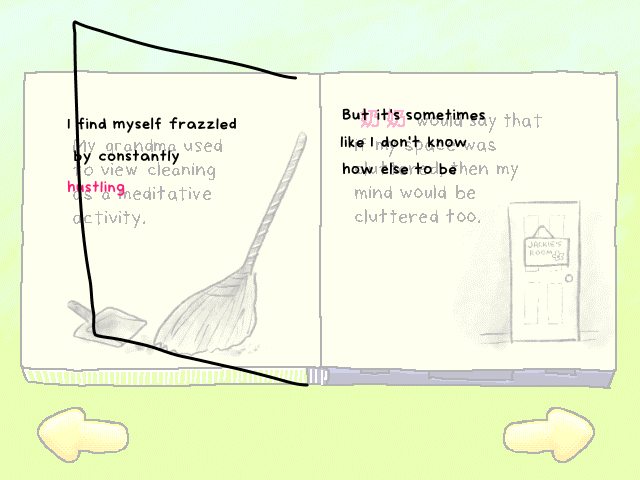 I find myself frazzled
by constantly
hustling
My grandma used
to view cleaning
as a meditative
activity.
But it's sometimes
like I don't know
how else to be
奶奶 would say that
if my space was
cluttered, then my
mind would be
cluttered too.
JACKIE'S
ROOM